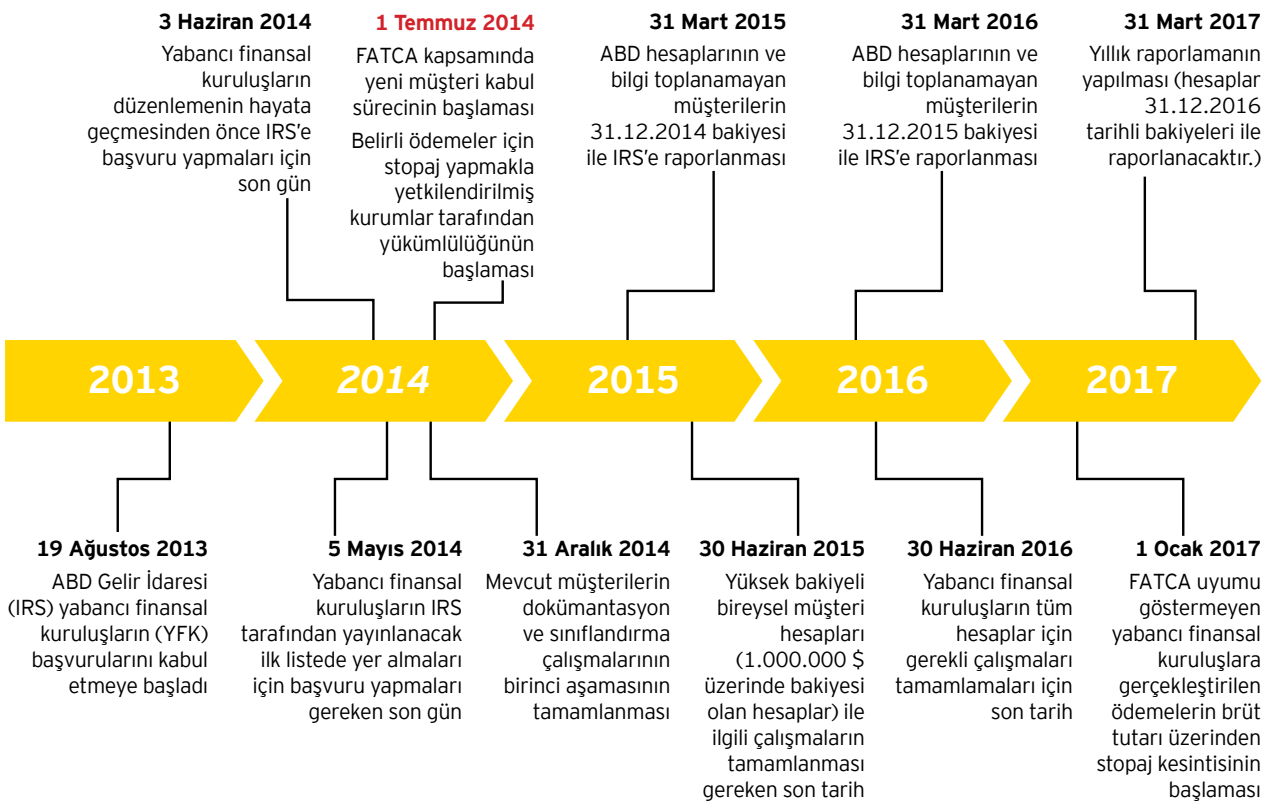 3 Haziran 2014
Yabancı finansal
kuruluşların
düzenlemenin hayata
geçmesinden önce IRS'e
başvuru yapmaları için
son gün
1 Temmuz 2014
FATCA kapsamında
yeni müşteri kabul
sürecinin başlaması
Belirli ödemeler için
stopaj yapmakla
yetkilendirilmiş
kurumlar tarafından
yükümlülüğünün
başlaması
31 Mart 2015
ABD hesaplarının ve
bilgi toplanamayan
müşterilerin
31.12.2014 bakiyesi
ile IRS'e raporlanması
31 Mart 2016
ABD hesaplarının ve
bilgi toplanamayan
müşterilerin
31.12.2015 bakiyesi
ile IRS'e raporlanması
31 Mart 2017
Yıllık raporlamanın
yapılması (hesaplar
31.12.2016
tarihli bakiyeleri ile
raporlanacaktır.)
2013
2014
2015
2016
2017
19 Ağustos 2013
ABD Gelir İdaresi
(IRS) yabancı finansal
kuruluşların (YFK)
başvurularını kabul
etmeye başladı
5 Mayıs 2014
Yabancı finansal
kuruluşların IRS
tarafından yayınlanacak
ilk listede yer almaları
için başvuru yapmaları
gereken son gün
31 Aralık 2014
Mevcut müşterilerin
dokümantasyon
ve sınıflandırma
çalışmalarının
birinci aşamasının
tamamlanması
30 Haziran 2015
Yüksek bakiyeli
bireysel müşteri
hesapları
(1.000.000 $
üzerinde bakiyesi
olan hesaplar) ile
ilgili çalışmaların
tamamlanması
gereken son tarih
30 Haziran 2016
Yabancı finansal
kuruluşların tüm
hesaplar için
gerekli çalışmaları
tamamlamaları için
son tarih
1 Ocak 2017
FATCA uyumu
göstermeyen
yabancı finansal
kuruluşlara
gerçekleştirilen
ödemelerin brüt
tutarı üzerinden
stopaj kesintisinin
başlaması